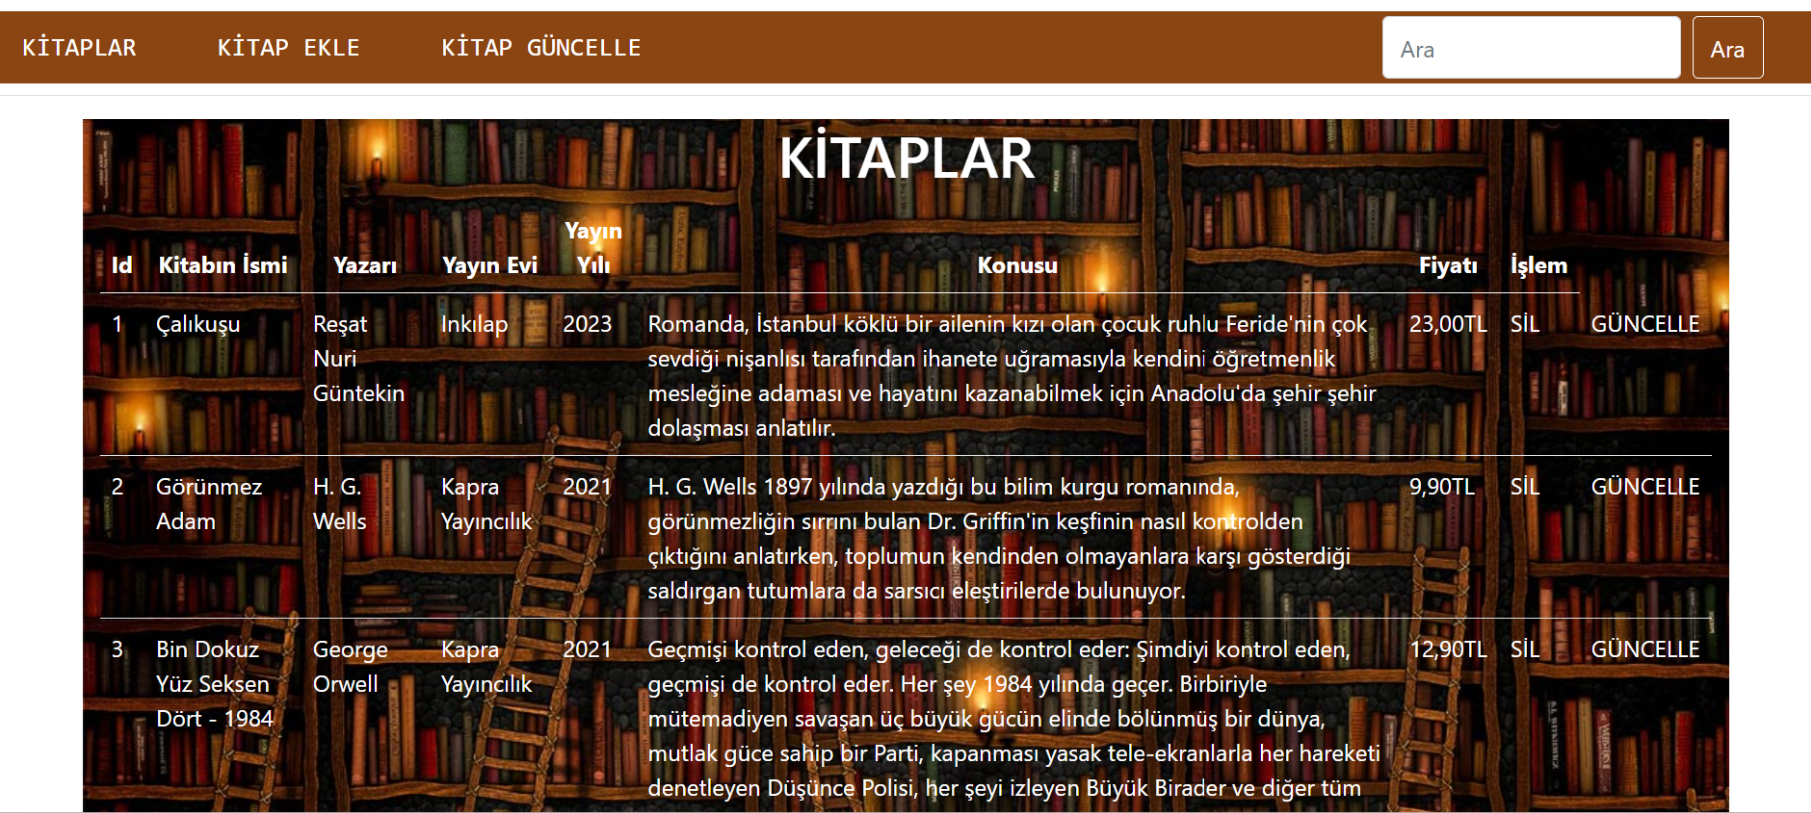 KİTAPLAR KİTAP EKLE KİTAP GÜNCELLE Ara Ara
KİTAPLAR
Id Kitabın İsmi Yazarı Yayın Evi Yayın Yılı Konusu Fiyatı İşlem
1 Çalıkuşu Reşat Inkılap 2023 Romanda, İstanbul köklü bir ailenin kızı olan çocuk ruhlu Feride'nin çok 23,00TL SİL GÜNCELLE
Nuri sevdiği nişanlısı tarafından ihanete uğramasıyla kendini öğretmenlik
Güntekin mesleğine adaması ve hayatını kazanabilmek için Anadolu'da şehir şehir
dolaşması anlatılır.
2 Görünmez H. G. Kapra 2021 H. G. Wells 1897 yılında yazdığı bu bilim kurgu romanında, 9,90TL SİL GÜNCELLE
Adam Wells Yayıncılık görünmezliğin sırrını bulan Dr. Griffin'in keşfinin nasıl kontrolden
çıktığını anlatırken, toplumun kendinden olmayanlara karşı gösterdiği
saldırgan tutumlara da sarsıcı eleştirilerde bulunuyor.
3 Bin Dokuz George Kapra 2021 Geçmişi kontrol eden, geleceği de kontrol eder: Şimdiyi kontrol eden, 12,90TL SİL GÜNCELLE
Yüz Seksen Orwell Yayıncılık geçmişi de kontrol eder. Her şey 1984 yılında geçer. Birbiriyle
Dört - 1984 mütemadiyen savaşan üç büyük gücün elinde bölünmüş bir dünya,
mutlak güce sahip bir Parti, kapanması yasak tele-ekranlarla her hareketi
denetleyen Düşünce Polisi, her şeyi izleyen Büyük Birader ve diğer tüm